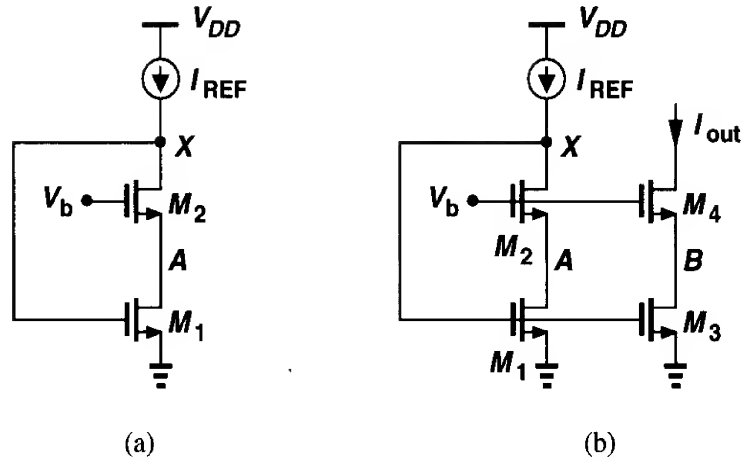 V_DD
I_REF
X
V_b
M_2
A
M_1
(a)
V_DD
I_REF
I_out
X
V_b
M_2
M_4
A
B
M_1
M_3
(b)